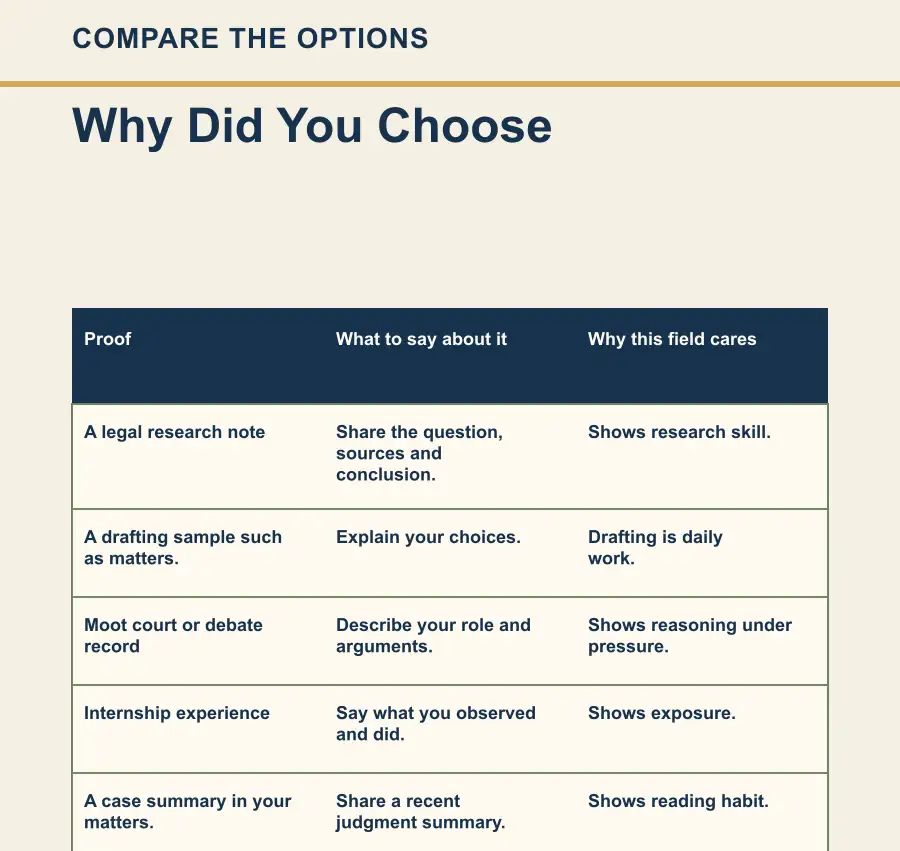 COMPARE THE OPTIONS
Why Did You Choose
Proof
What to say about it
Why this field cares
A legal research note
Share the question,
sources and
conclusion.
Shows research skill.
A drafting sample such
as matters.
Explain your choices.
Drafting is daily
work.
Moot court or debate
record
Describe your role and
arguments.
Shows reasoning under
pressure.
Internship experience
Say what you observed
and did.
Shows exposure.
A case summary in your
matters.
Share a recent
judgment summary.
Shows reading habit.